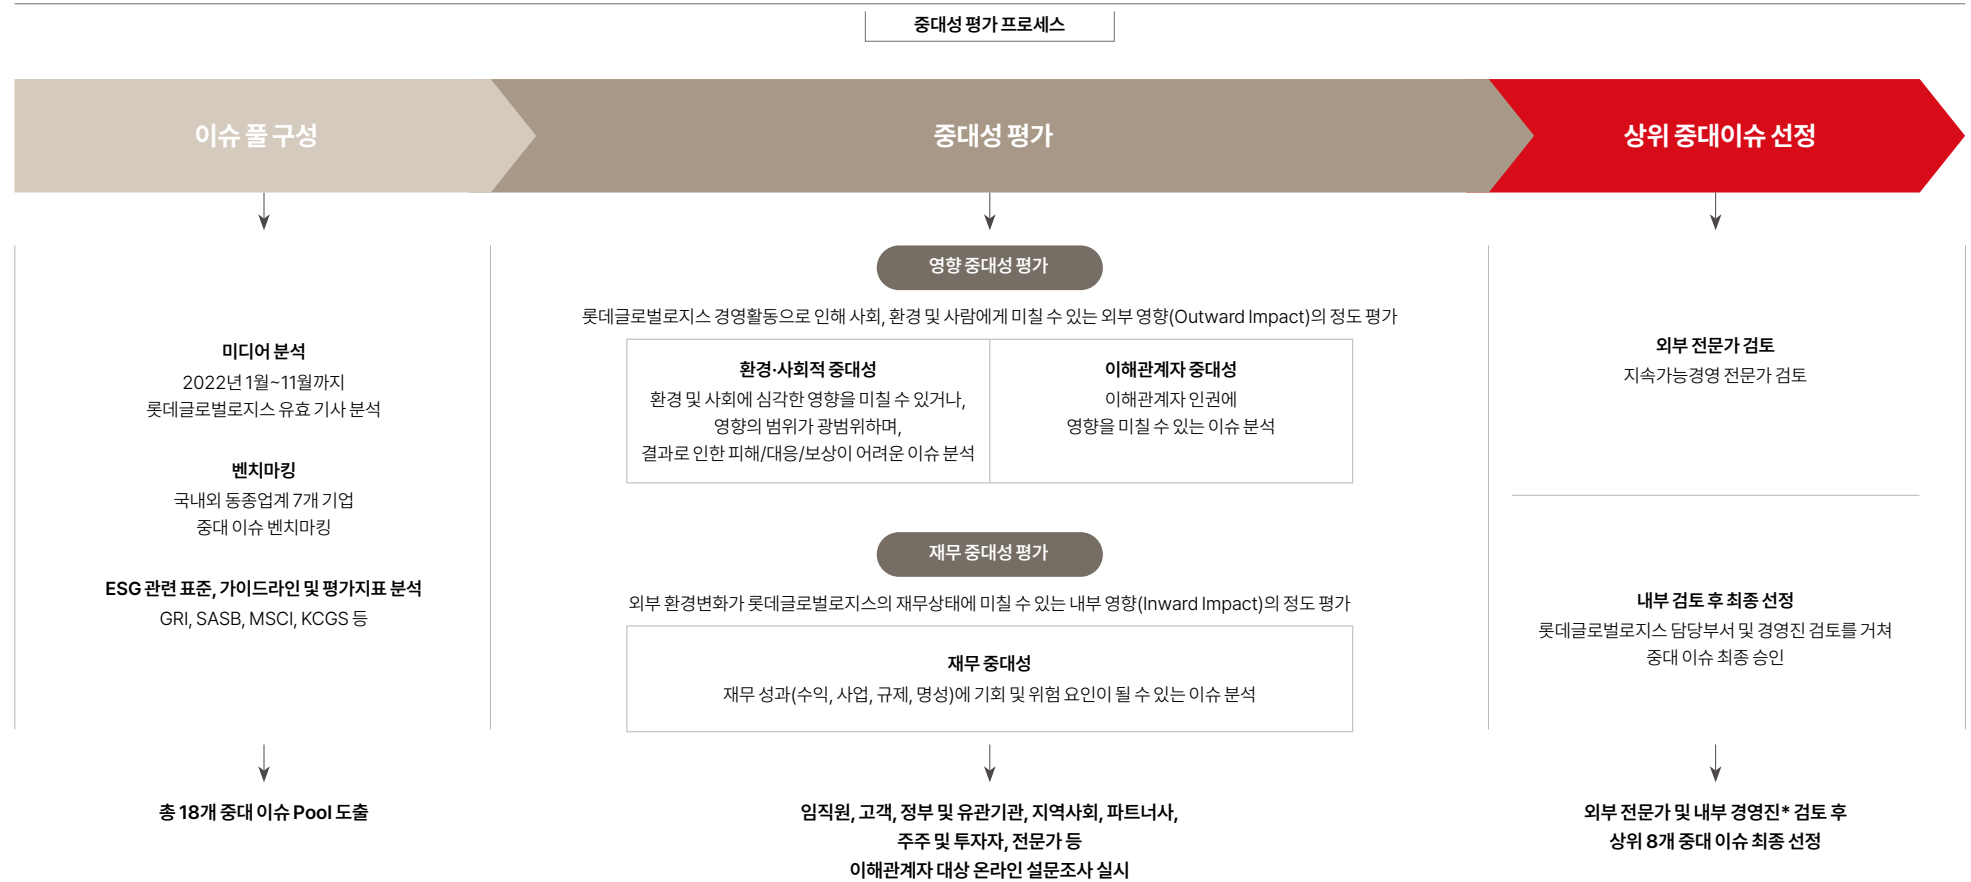 중대성 평가 프로세스
이슈 풀 구성
중대성 평가
상위 중대이슈 선정
미디어 분석
2022년 1월~11월까지
롯데글로벌로지스 유효 기사 분석
벤치마킹
국내외 동종업계 7개 기업
중대 이슈 벤치마킹
ESG 관련 표준, 가이드라인 및 평가지표 분석
GRI, SASB, MSCI, KCGS 등
총 18개 중대 이슈 Pool 도출
영향 중대성 평가
롯데글로벌로지스 경영활동으로 인해 사회, 환경 및 사람에게 미칠 수 있는 외부 영향(Outward Impact)의 정도 평가
환경·사회적 중대성
환경 및 사회에 심각한 영향을 미칠 수 있거나,
영향의 범위가 광범위하며,
결과로 인한 피해/대응/보상이 어려운 이슈 분석
이해관계자 중대성
이해관계자 인권에
영향을 미칠 수 있는 이슈 분석
재무 중대성 평가
외부 환경변화가 롯데글로벌로지스의 재무상태에 미칠 수 있는 내부 영향(Inward Impact)의 정도 평가
재무 중대성
재무 성과(수익, 사업, 규제, 명성)에 기회 및 위험 요인이 될 수 있는 이슈 분석
임직원, 고객, 정부 및 유관기관, 지역사회, 파트너사,
주주 및 투자자, 전문가 등
이해관계자 대상 온라인 설문조사 실시
외부 전문가 검토
지속가능경영 전문가 검토
내부 검토 후 최종 선정
롯데글로벌로지스 담당부서 및 경영진 검토를 거쳐
중대 이슈 최종 승인
외부 전문가 및 내부 경영진* 검토 후
상위 8개 중대 이슈 최종 선정